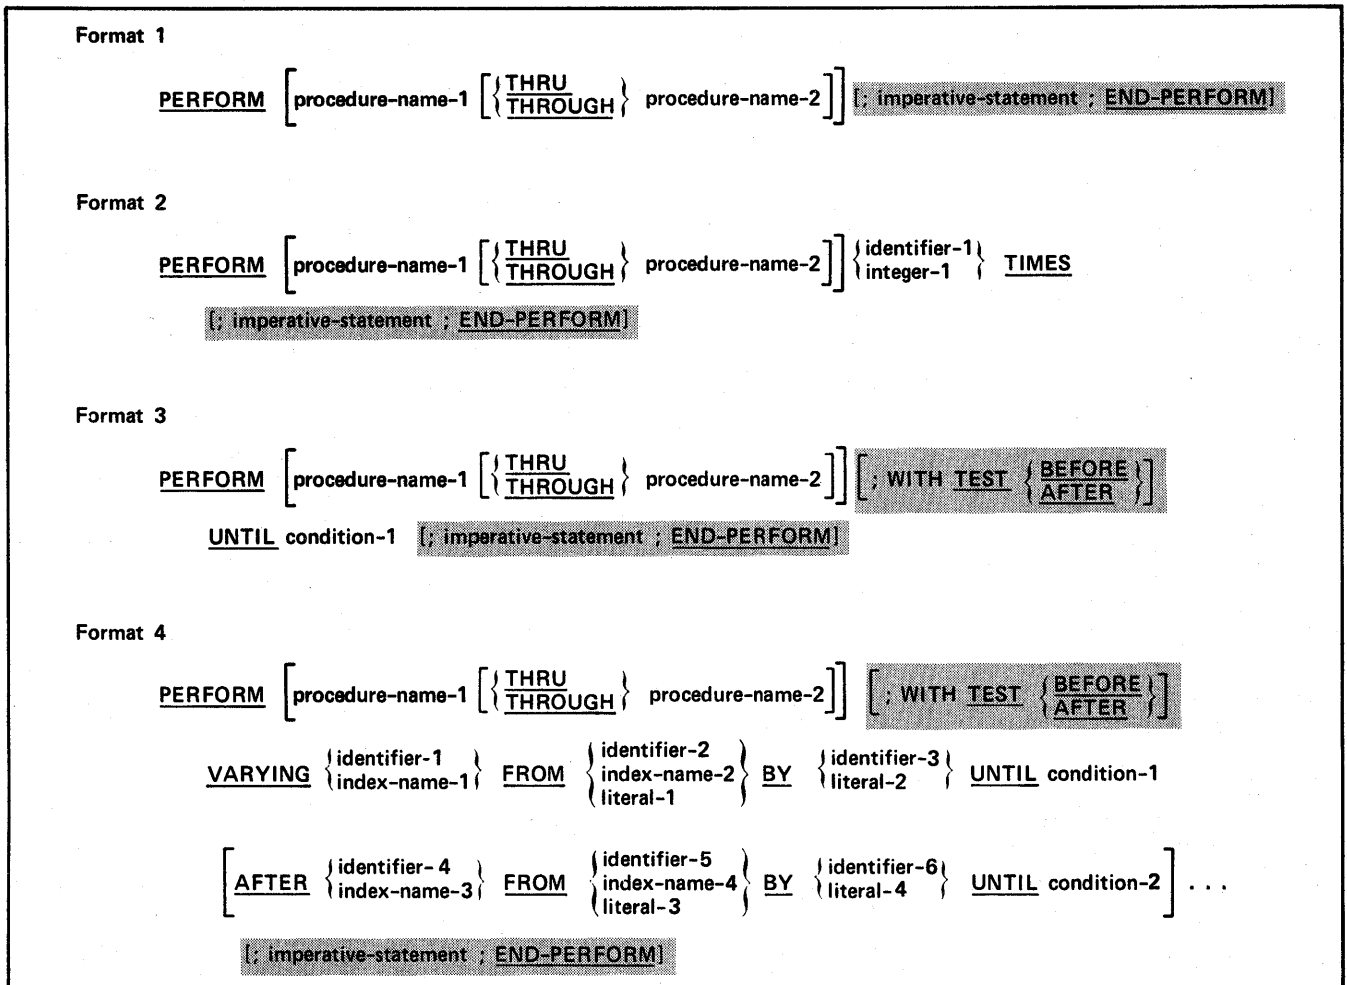 Format 1
THRU
PERFORM [procedure-name-1 [{THROUGH} procedure-name-2]] [; imperative-statement ; END-PERFORM]
Format 2
THRU identifier-1
PERFORM [procedure-name-1 [{THROUGH} procedure-name-2]] {integer-1} TIMES
[; imperative-statement ; END-PERFORM]
Format 3
THRU BEFORE
PERFORM [procedure-name-1 [{THROUGH} procedure-name-2]] [; WITH TEST {AFTER}]
UNTIL condition-1 [; imperative-statement ; END-PERFORM]
Format 4
THRU BEFORE
PERFORM [procedure-name-1 [{THROUGH} procedure-name-2]] [; WITH TEST {AFTER}]
identifier-1 identifier-2 identifier-3
VARYING {index-name-1} FROM {index-name-2} BY {literal-2} UNTIL condition-1
literal-1
identifier-4 identifier-5 identifier-6
[AFTER {index-name-3} FROM {index-name-4} BY {literal-4} UNTIL condition-2] ...
literal-3
[; imperative-statement ; END-PERFORM]